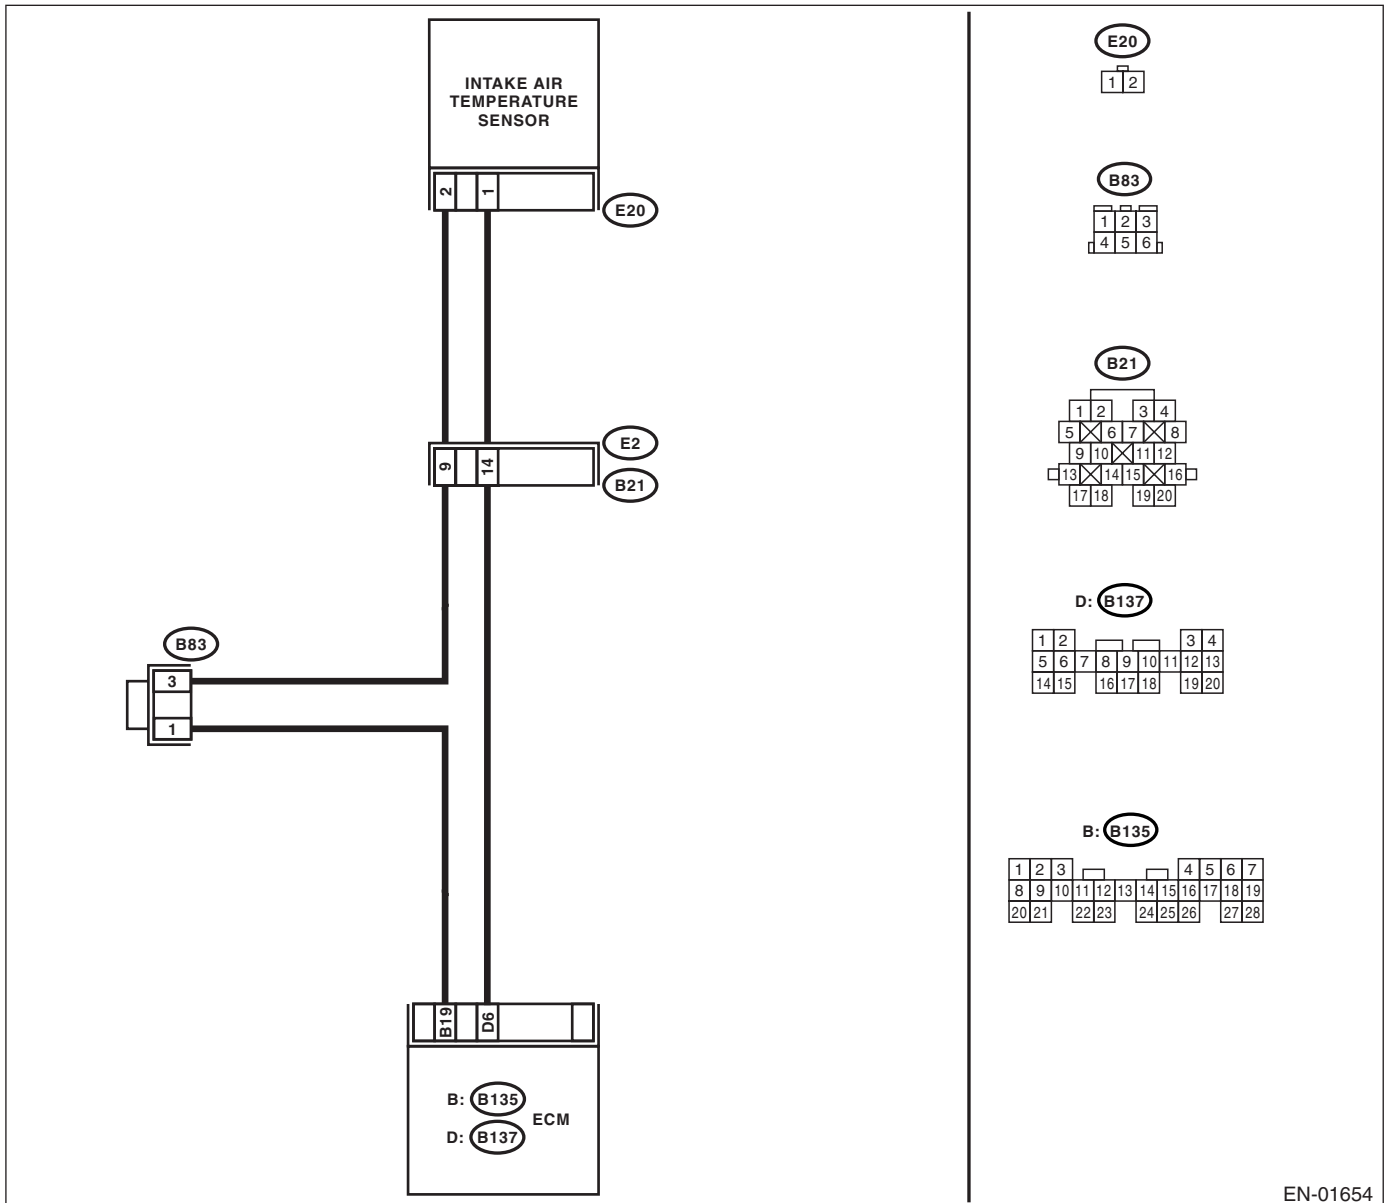 INTAKE AIR
TEMPERATURE
SENSOR
2 1
E20
E2
9 14
B21
B83
3
1
B19 D6
B: B135
ECM
D: B137
E20
1 2
B83
1 2 3
4 5 6
B21
1 2 3 4
5 6 7 8
9 10 11 12
13 14 15 16
17 18 19 20
D: B137
1 2 3 4
5 6 7 8 9 10 11 12 13
14 15 16 17 18 19 20
B: B135
1 2 3 4 5 6 7
8 9 10 11 12 13 14 15 16 17 18 19
20 21 22 23 24 25 26 27 28
EN-01654